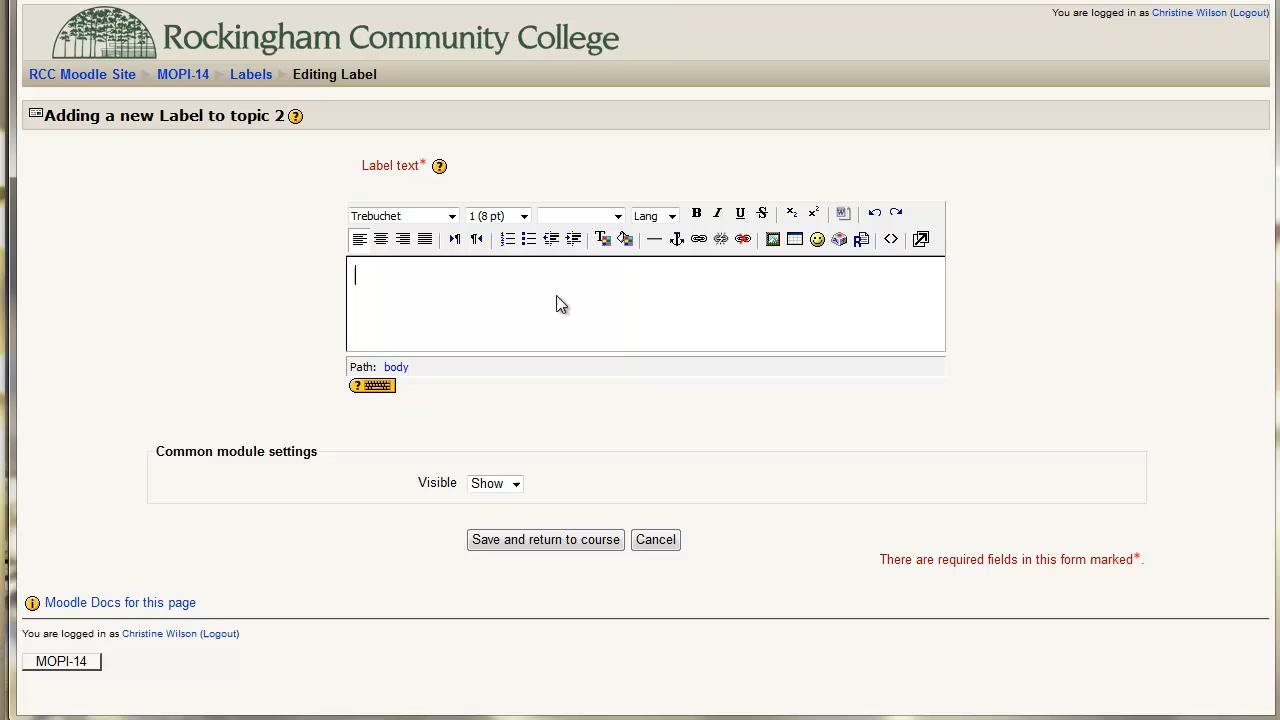 You are logged in as Christine Wilson (Logout)
Rockingham Community College
RCC Moodle Site MOPI-14 Labels Editing Label
Adding a new Label to topic 2 ?
Label text* ?
Trebuchet 1 (8 pt) Lang B I U S x₂ x² W
Path: body
?
Common module settings
Visible Show
Save and return to course Cancel
There are required fields in this form marked*.
i Moodle Docs for this page
You are logged in as Christine Wilson (Logout)
MOPI-14